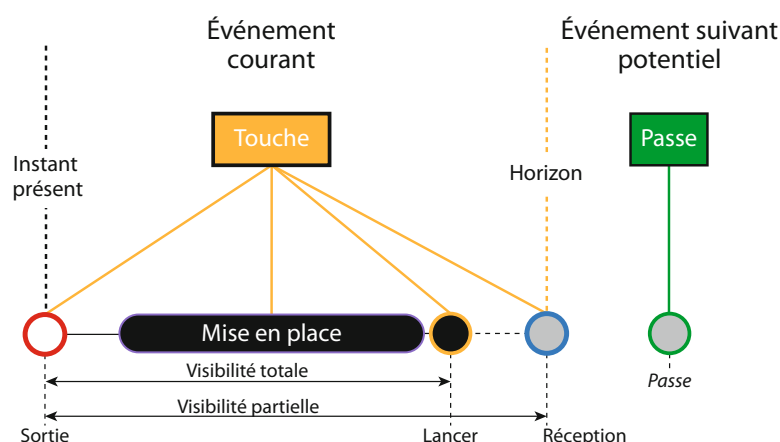 Événement
courant
Événement suivant
potentiel
Touche
Passe
Instant
présent
Horizon
Mise en place
Visibilité totale
Passe
Visibilité partielle
Sortie
Lancer
Réception